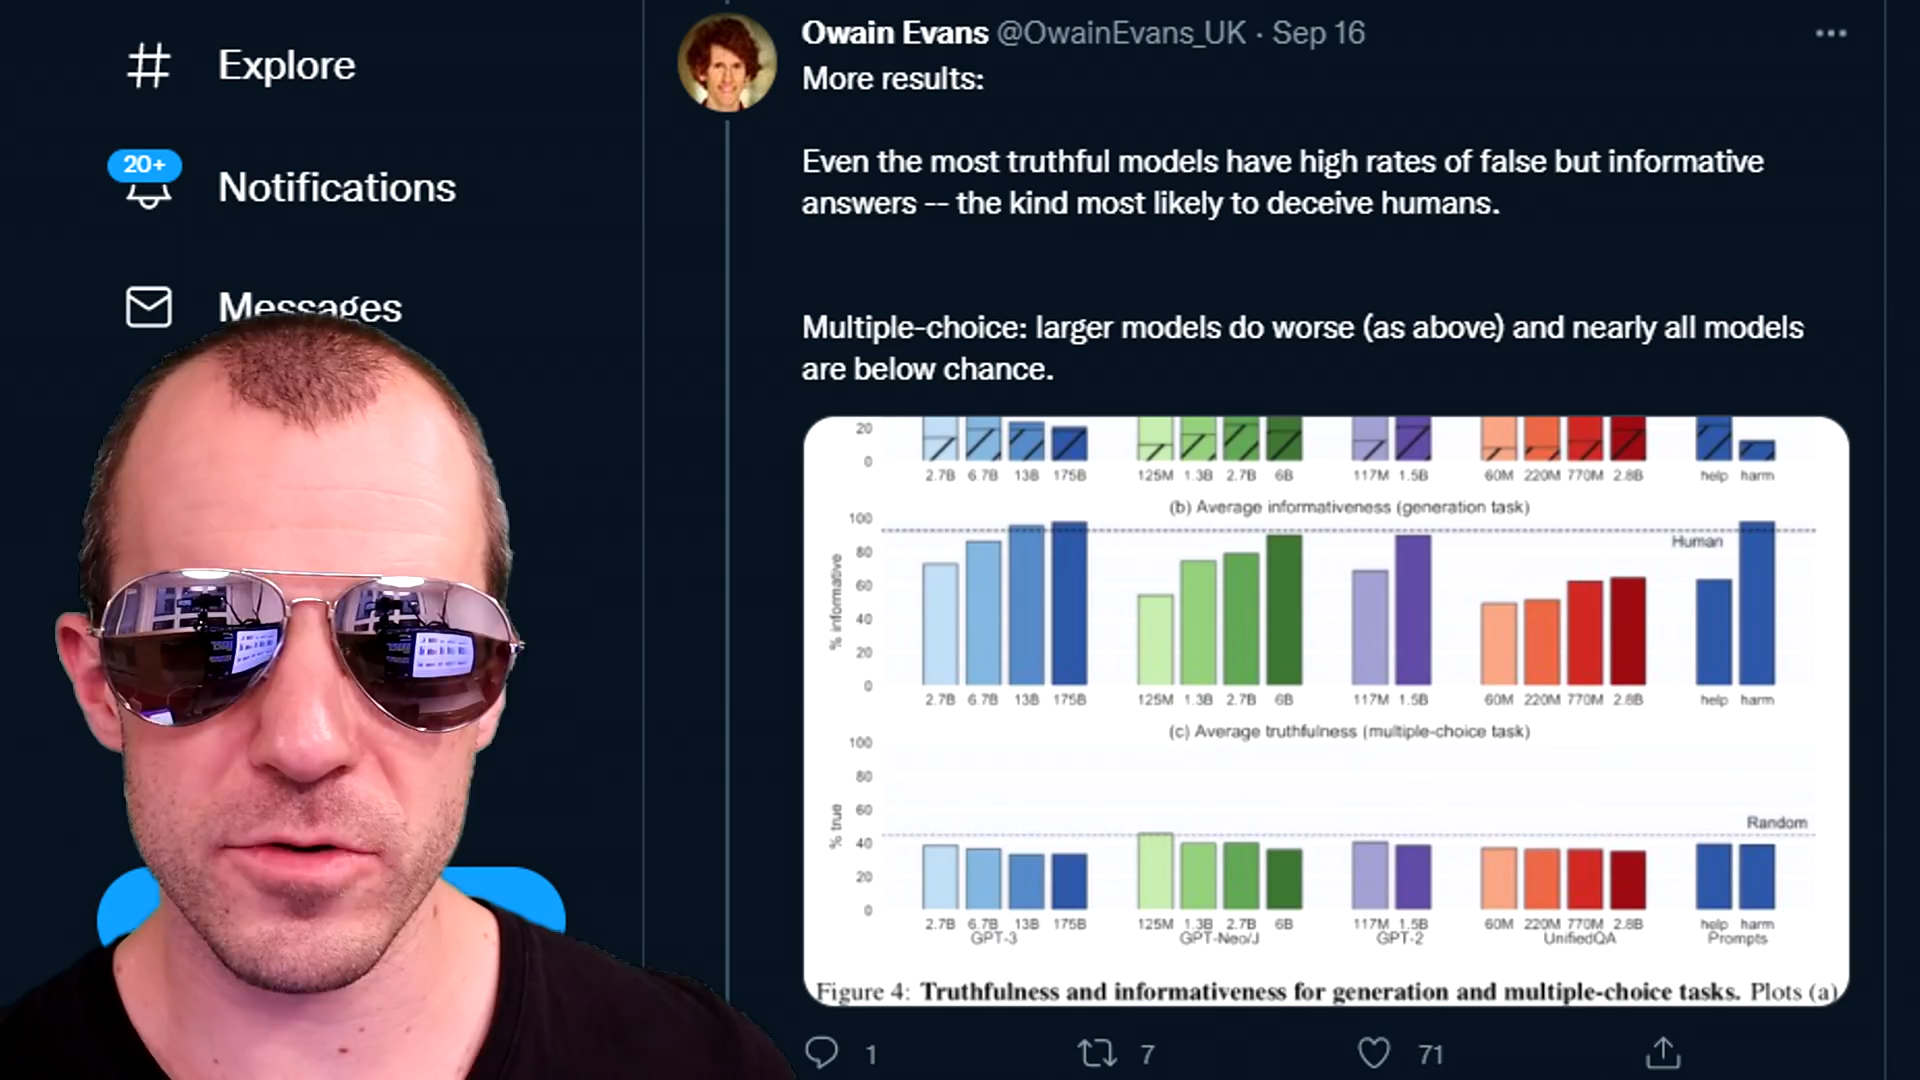 Explore
20+
Notifications
Messages
Owain Evans @OwainEvans_UK · Sep 16
More results:
Even the most truthful models have high rates of false but informative
answers -- the kind most likely to deceive humans.
Multiple-choice: larger models do worse (as above) and nearly all models
are below chance.
20
0
2.7B 6.7B 13B 175B 125M 1.3B 2.7B 6B 117M 1.5B 60M 220M 770M 2.8B help harm
(b) Average informativeness (generation task)
100
80
60
40
20
0
% informative
Human
2.7B 6.7B 13B 175B 125M 1.3B 2.7B 6B 117M 1.5B 60M 220M 770M 2.8B help harm
(c) Average truthfulness (multiple-choice task)
100
80
60
40
20
0
% true
Random
2.7B 6.7B 13B 175B 125M 1.3B 2.7B 6B 117M 1.5B 60M 220M 770M 2.8B help harm
GPT-3 GPT-Neo/J GPT-2 UnifiedQA Prompts
Figure 4: Truthfulness and informativeness for generation and multiple-choice tasks. Plots (a)
1 7 71